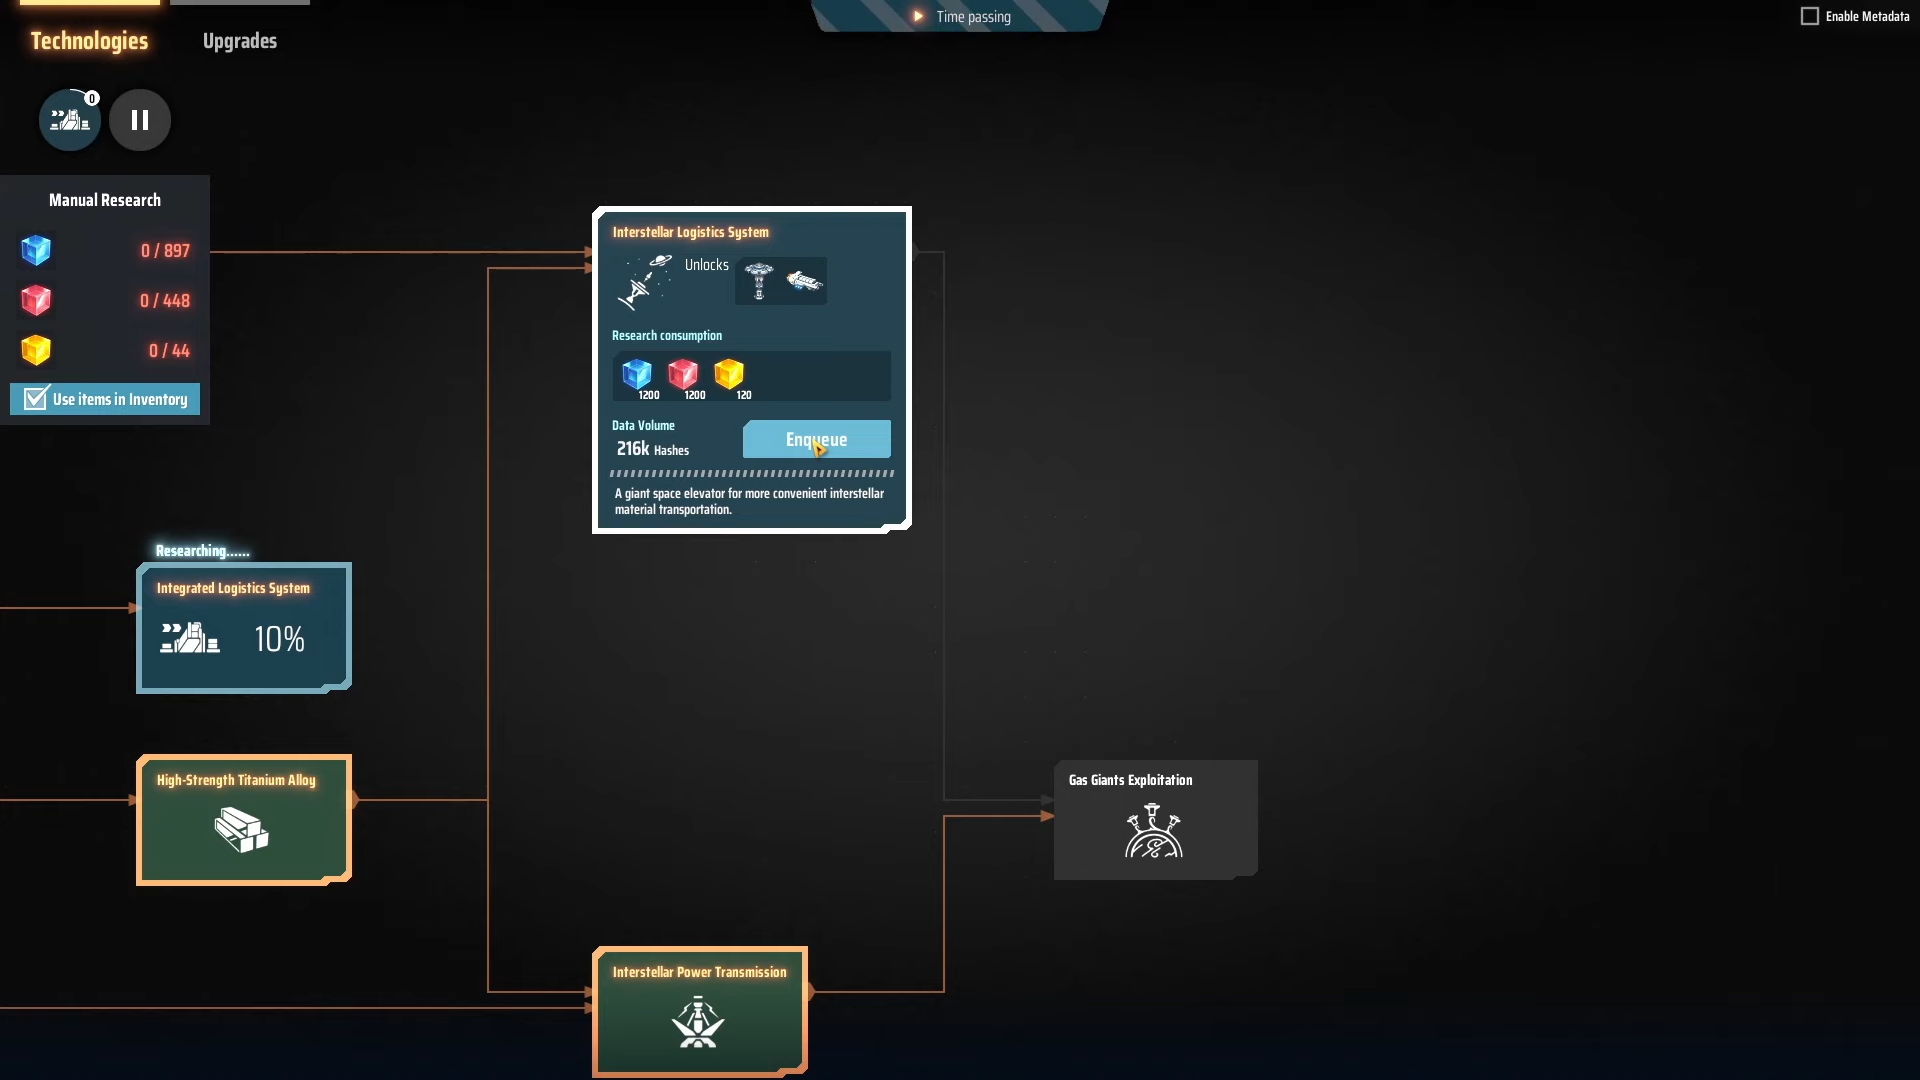 Technologies
Upgrades
Time passing
Enable Metadata
0
Manual Research
0 / 897
0 / 448
0 / 44
Use items in Inventory
Interstellar Logistics System
Unlocks
Research consumption
1200
1200
120
Data Volume
216k Hashes
Enqueue
A giant space elevator for more convenient interstellar
material transportation.
Researching......
Integrated Logistics System
10%
High-Strength Titanium Alloy
Gas Giants Exploitation
Interstellar Power Transmission